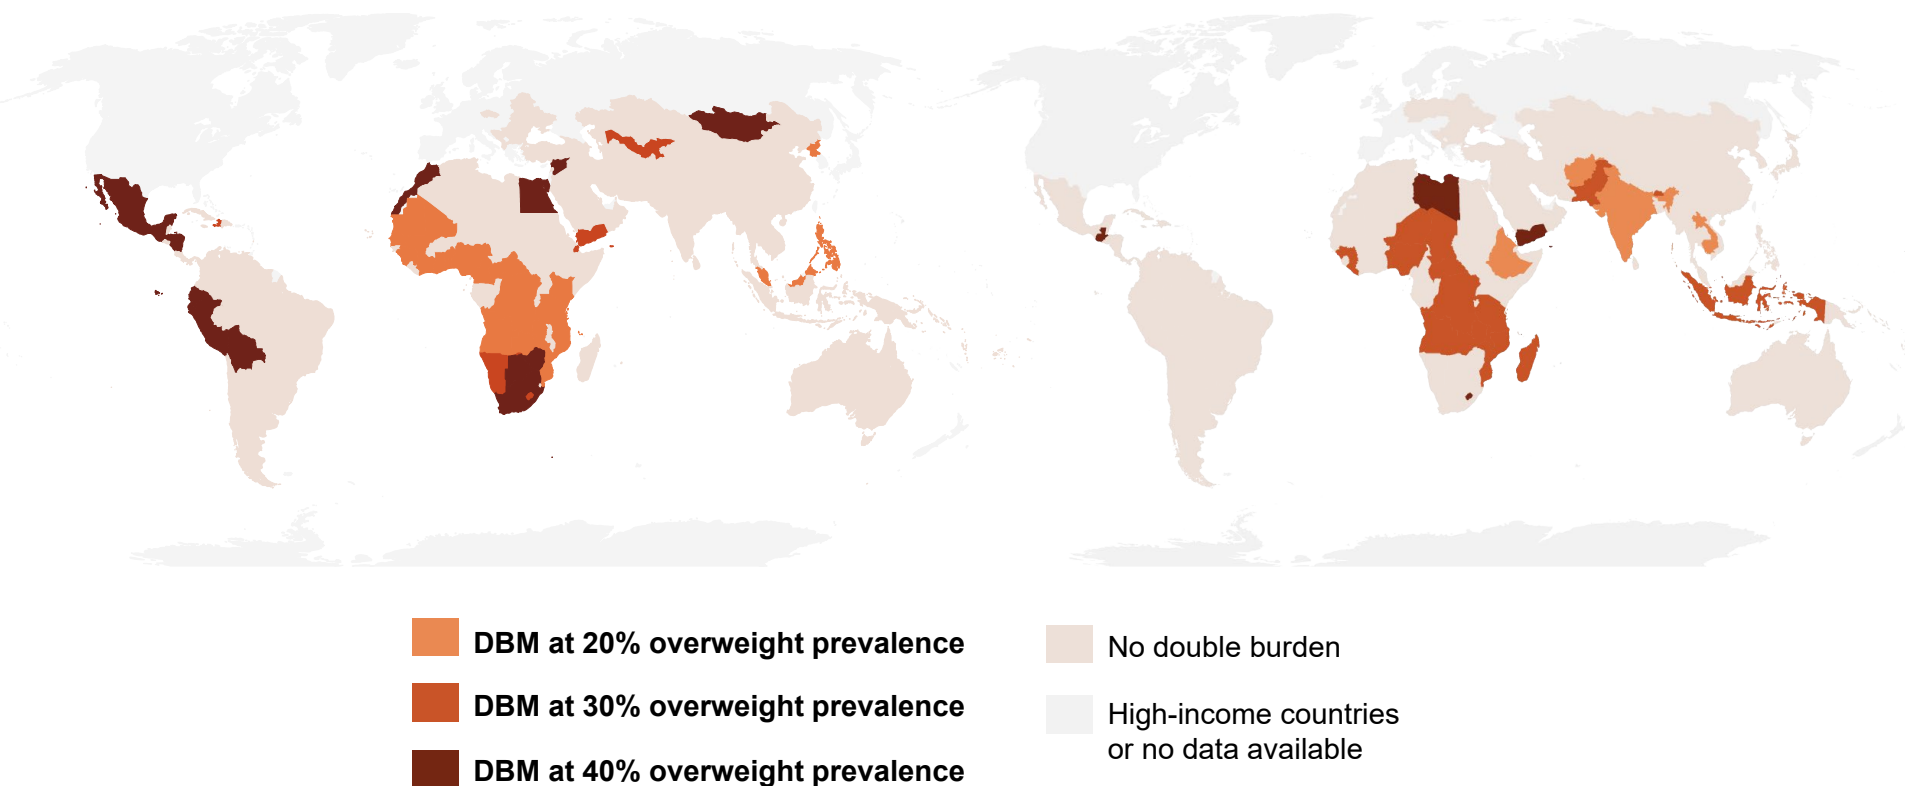 DBM at 20% overweight prevalence
DBM at 30% overweight prevalence
DBM at 40% overweight prevalence
No double burden
High-income countries
or no data available